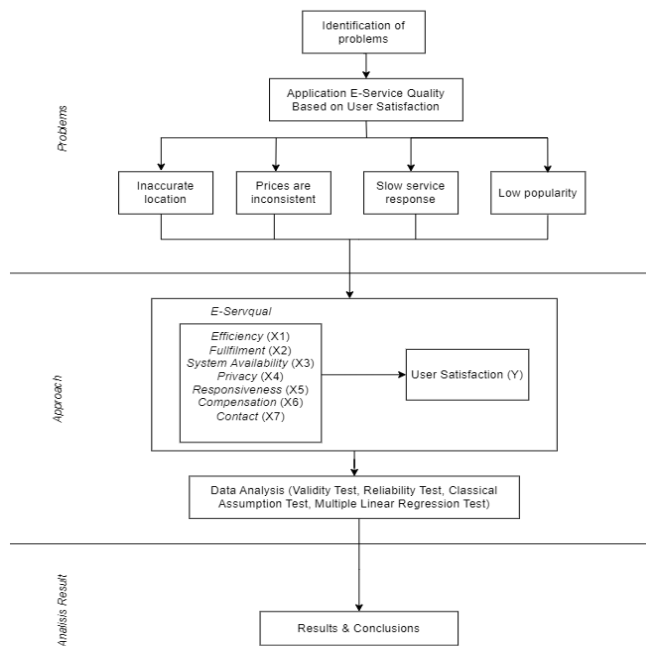 Identification of
problems
Application E-Service Quality
Based on User Satisfaction
Problems
Inaccurate
location
Prices are
inconsistent
Slow service
response
Low popularity
E-Servqual
Efficiency (X1)
Fullfilment (X2)
System Availability (X3)
Privacy (X4)
Responsiveness (X5)
Compensation (X6)
Contact (X7)
User Satisfaction (Y)
Approach
Data Analysis (Validity Test, Reliability Test, Classical
Assumption Test, Multiple Linear Regression Test)
Analisis Result
Results & Conclusions